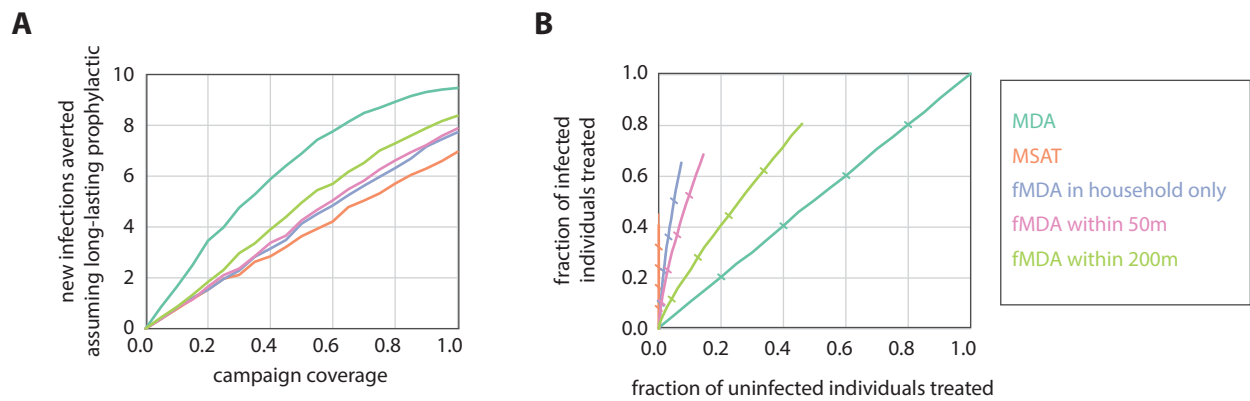 A
new infections averted
assuming long-lasting prophylactic
10
8
6
4
2
0
0.0 0.2 0.4 0.6 0.8 1.0
campaign coverage
B
fraction of infected
individuals treated
1.0
0.8
0.6
0.4
0.2
0.0
0.0 0.2 0.4 0.6 0.8 1.0
fraction of uninfected individuals treated
MDA
MSAT
fMDA in household only
fMDA within 50m
fMDA within 200m